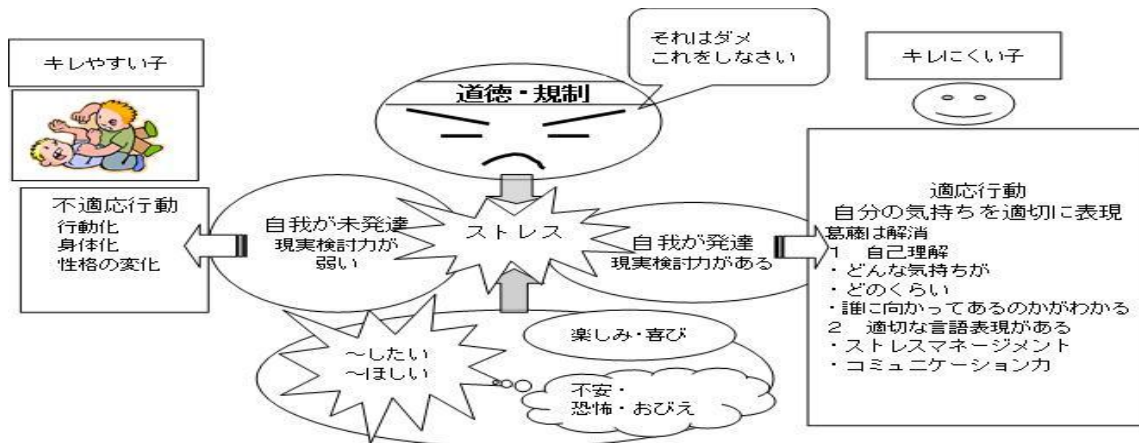 それはダメ
これをしなさい
キレやすい子
キレにくい子
道徳・規制
不適応行動
行動化
身体化
性格の変化
自我が未発達
現実検討力が
弱い
ストレス
自我が発達
現実検討力がある
適応行動
自分の気持ちを適切に表現
葛藤は解消
1 自己理解
・どんな気持ちが
・どのくらい
・誰に向かってあるのかがわかる
2 適切な言語表現がある
・ストレスマネージメント
・コミュニケーション力
～したい
～ほしい
楽しみ・喜び
不安・
恐怖・おびえ